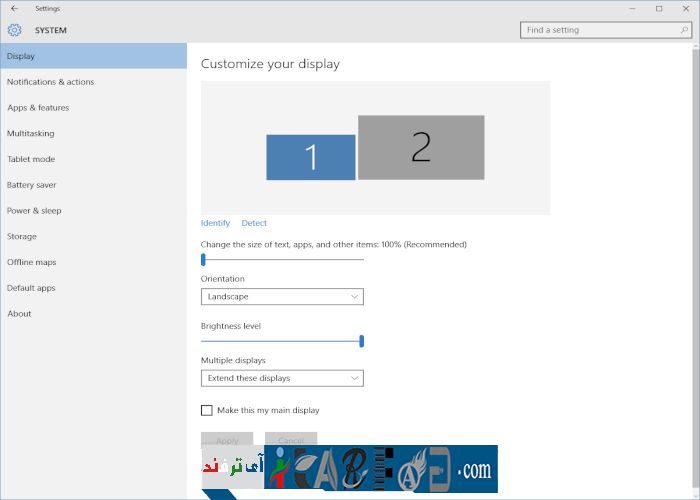 Settings
SYSTEM
Find a setting
Display
Notifications & actions
Apps & features
Multitasking
Tablet mode
Battery saver
Power & sleep
Storage
Offline maps
Default apps
About
Customize your display
1
2
Identify Detect
Change the size of text, apps, and other items: 100% (Recommended)
Orientation
Landscape
Brightness level
Multiple displays
Extend these displays
Make this my main display
Apply Cancel
آی ترفند
.com